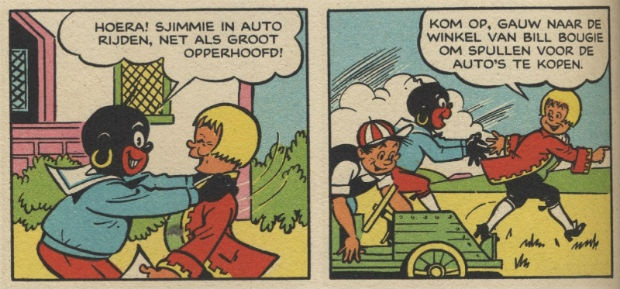 HOERA! SJIMMIE IN AUTO
RIJDEN, NET ALS GROOT
OPPERHOOFD!
KOM OP, GAUW NAAR DE
WINKEL VAN BILL BOUGIE
OM SPULLEN VOOR DE
AUTO'S TE KOPEN.